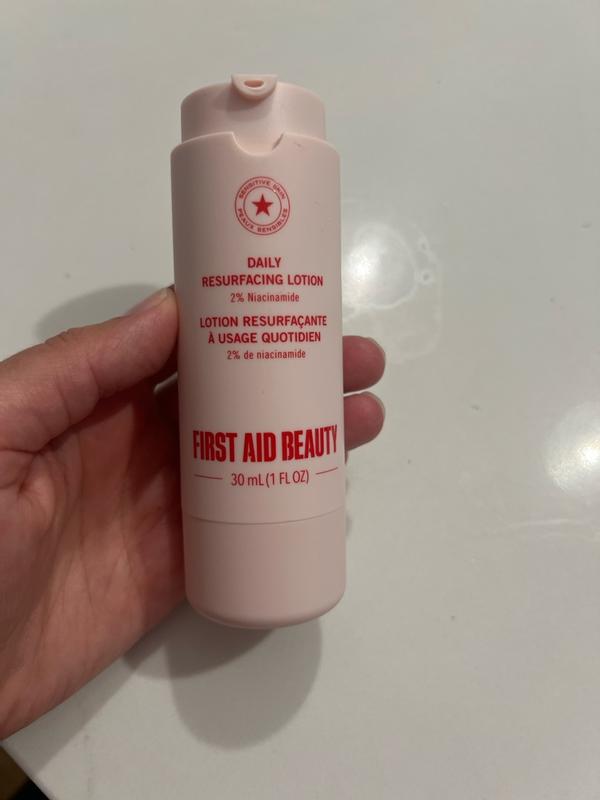 SENSITIVE SKIN
PEAUX SENSIBLES
DAILY
RESURFACING LOTION
2% Niacinamide
LOTION RESURFAÇANTE
À USAGE QUOTIDIEN
2% de niacinamide
FIRST AID BEAUTY
30 mL (1 FL OZ)